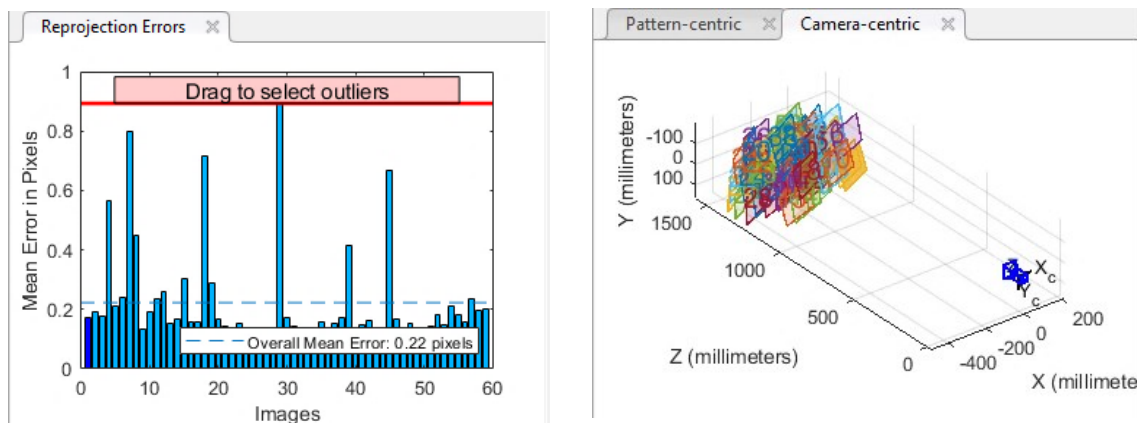 Reprojection Errors
Drag to select outliers
Mean Error in Pixels
1
0.8
0.6
0.4
0.2
0
Overall Mean Error: 0.22 pixels
0 10 20 30 40 50 60
Images
Pattern-centric Camera-centric
Y (millimeters)
-100
0
100
1500
1000
500
0
Z (millimeters)
-400
-200
0
200
X (millimete
X_c
Y_c